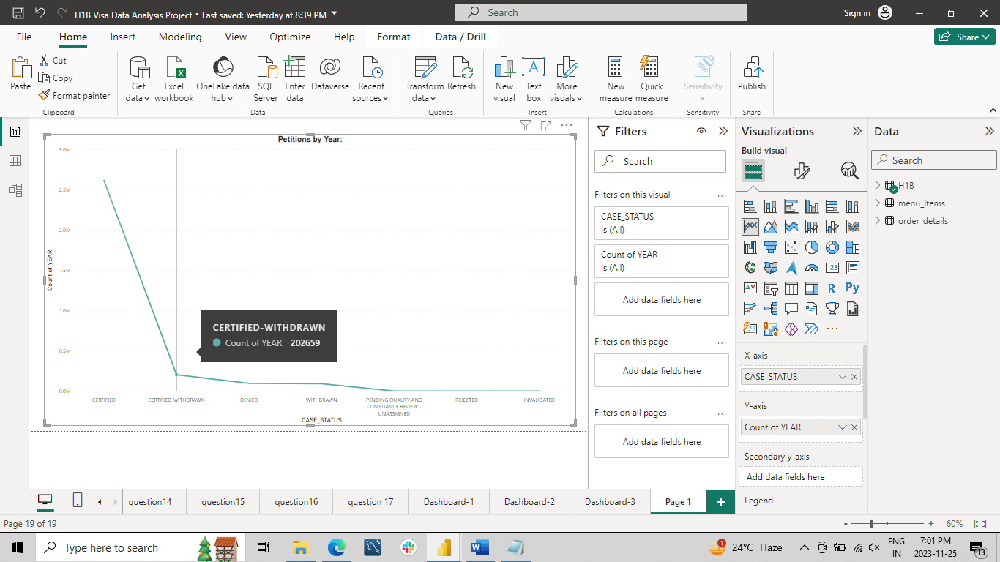 H1B Visa Data Analysis Project • Last saved: Yesterday at 8:39 PM
Search
Sign in
File
Home
Insert
Modeling
View
Optimize
Help
Format
Data / Drill
Share
Paste
Cut
Copy
Format painter
Clipboard
Get data
Excel workbook
OneLake data hub
SQL Server
Enter data
Dataverse
Recent sources
Data
Transform data
Refresh
Queries
New visual
Text box
More visuals
Insert
New measure
Quick measure
Calculations
Sensitivity
Sensitivity
Publish
Share
Petitions by Year:
3.0M
2.5M
2.0M
1.5M
1.0M
0.5M
0.0M
Count of YEAR
CERTIFIED-WITHDRAWN
Count of YEAR 202659
CERTIFIED
CERTIFIED WITHDRAWN
DENIED
WITHDRAWN
PENDING QUALITY AND
COMPLIANCE REVIEW
UNASSIGNED
REJECTED
INVALIDATED
CASE_STATUS
Filters
Search
Filters on this visual
CASE_STATUS
is (All)
Count of YEAR
is (All)
Add data fields here
Filters on this page
Add data fields here
Filters on all pages
Add data fields here
Visualizations
Build visual
123
R
Py
123
X-axis
CASE_STATUS
Y-axis
Count of YEAR
Secondary y-axis
Add data fields here
Legend
Data
Search
H1B
menu_items
order_details
question14
question15
question16
question 17
Dashboard-1
Dashboard-2
Dashboard-3
Page 1
Page 19 of 19
60%
Type here to search
1
24°C Haze
ENG
IN
7:01 PM
2023-11-25
13